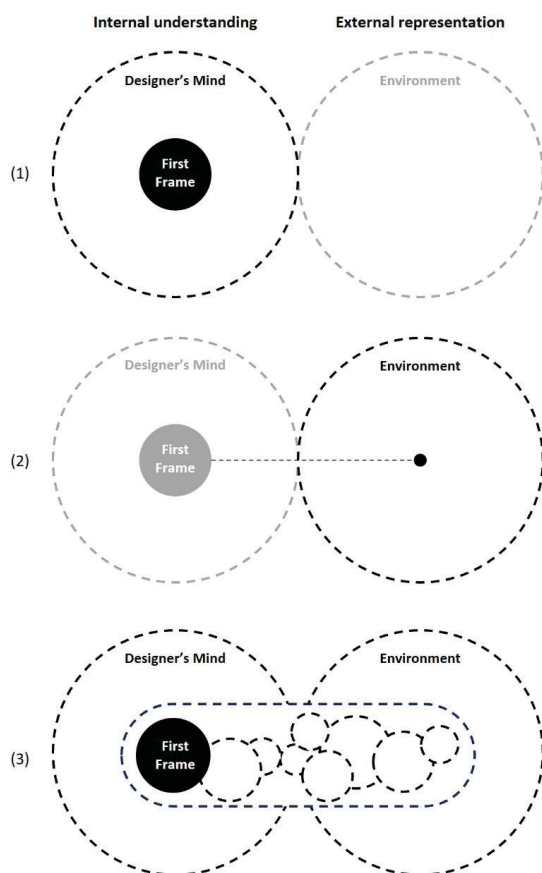 Internal understanding
External representation
Designer's Mind
Environment
(1)
First
Frame
Designer's Mind
Environment
(2)
First
Frame
Designer's Mind
Environment
(3)
First
Frame